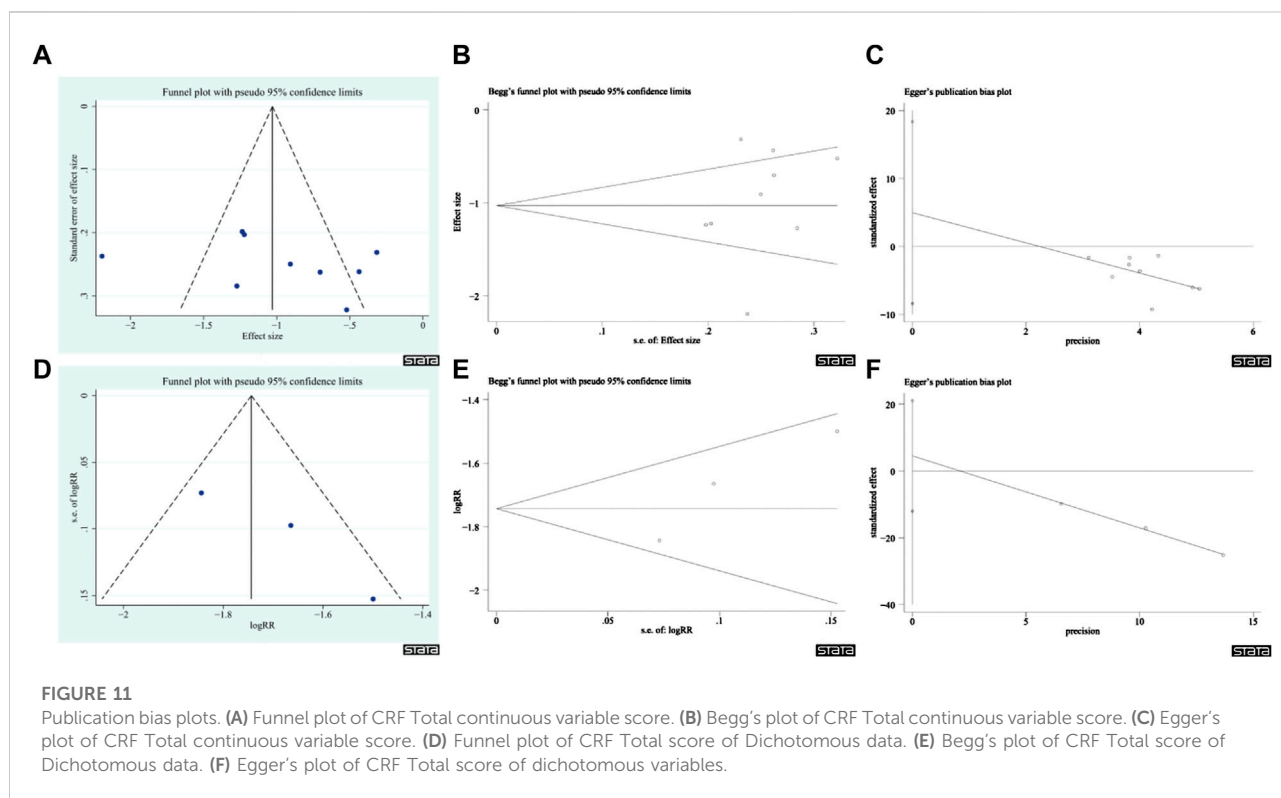 A
Funnel plot with pseudo 95% confidence limits
Standard error of effect size
0
.1
.2
.3
−2
−1.5
−1
−.5
0
Effect size
STATA
B
Begg's funnel plot with pseudo 95% confidence limits
Effect size
0
−1
−2
0
.1
.2
.3
s.e. of: Effect size
STATA
C
Egger's publication bias plot
standardized effect
20
10
0
−10
0
2
4
6
precision
STATA
D
Funnel plot with pseudo 95% confidence limits
s.e. of logRR
0
.05
.1
.15
−2
−1.8
−1.6
−1.4
logRR
STATA
E
Begg's funnel plot with pseudo 95% confidence limits
logRR
−1.4
−1.6
−1.8
−2
0
.05
.1
.15
s.e. of: logRR
STATA
F
Egger's publication bias plot
standardized effect
20
0
−20
−40
0
5
10
15
precision
STATA
FIGURE 11
Publication bias plots. (A) Funnel plot of CRF Total continuous variable score. (B) Begg's plot of CRF Total continuous variable score. (C) Egger's
plot of CRF Total continuous variable score. (D) Funnel plot of CRF Total score of Dichotomous data. (E) Begg's plot of CRF Total score of
Dichotomous data. (F) Egger's plot of CRF Total score of dichotomous variables.